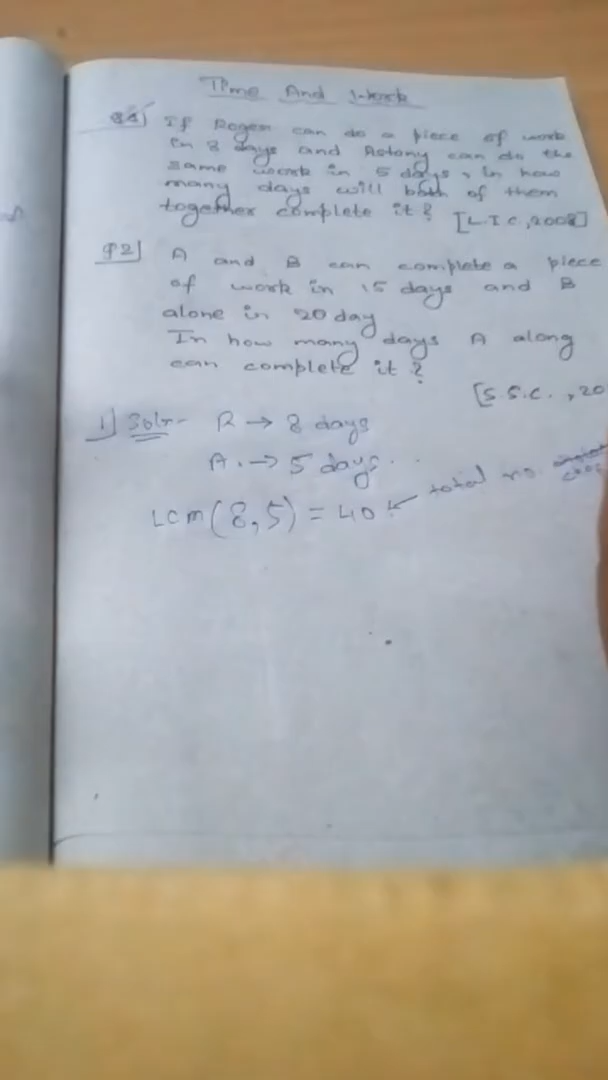 Time And Work
Q1) If Roger can do a piece of work
in 8 days and Antony can do the
same work in 5 days, in how
many days will both of them
together complete it? [L.I.C, 2008]
Q2] A and B can complete a piece
of work in 15 days and B
alone in 20 day
In how many days A along
can complete it?
[S.S.C., 20
1] Soln- R → 8 days
A. → 5 days
LCM (8,5) = 40 ← total no.